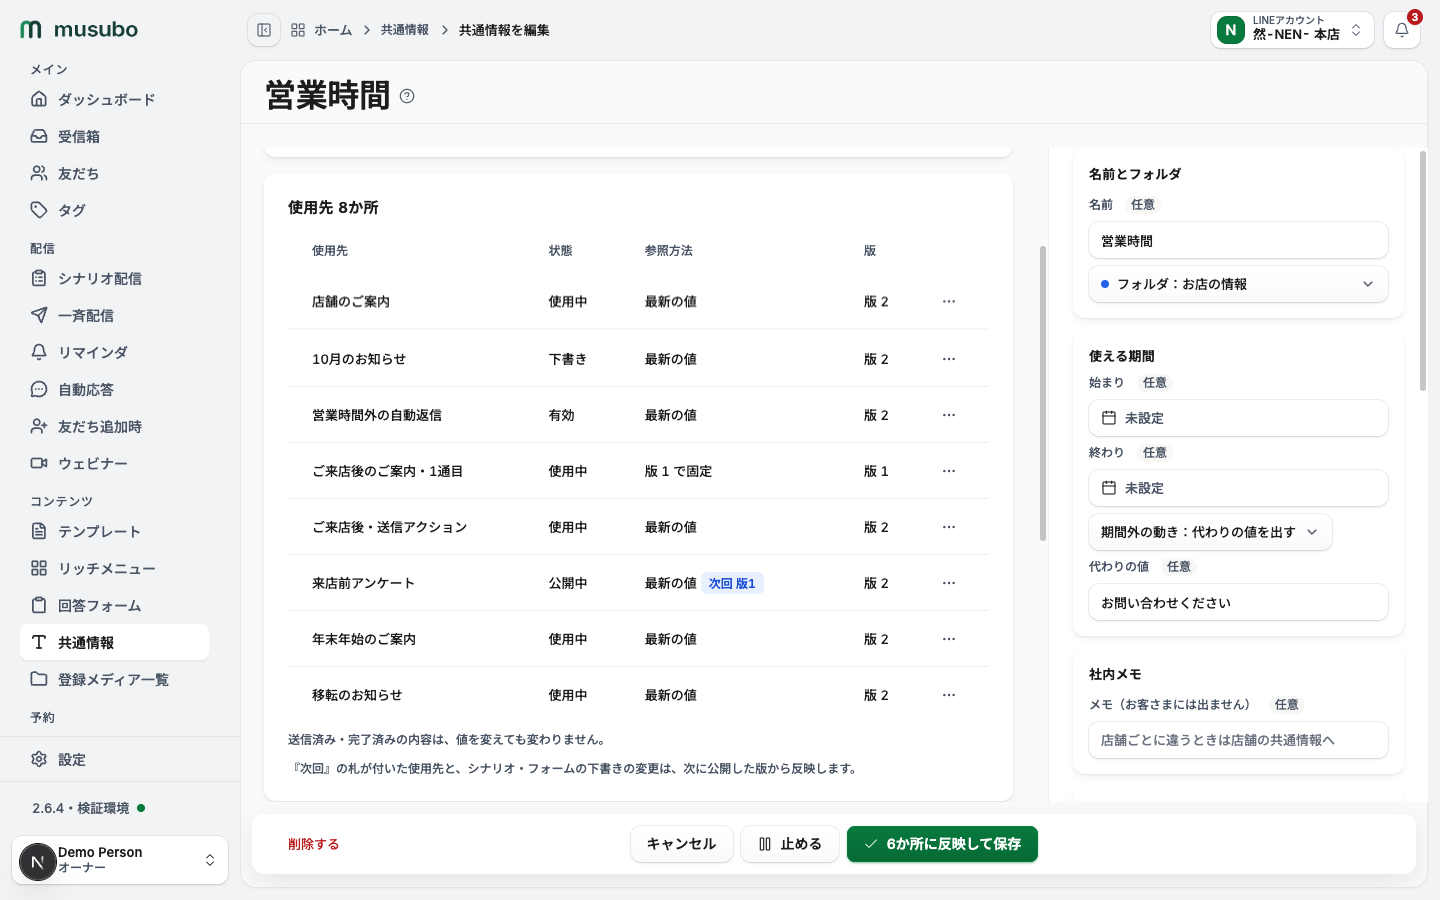 musubo
メイン
ダッシュボード
受信箱
友だち
タグ
配信
シナリオ配信
一斉配信
リマインダ
自動応答
友だち追加時
ウェビナー
コンテンツ
テンプレート
リッチメニュー
回答フォーム
共通情報
登録メディア一覧
予約
設定
2.6.4・検証環境
N
Demo Person
オーナー
ホーム > 共通情報 > 共通情報を編集
N
LINEアカウント
然-NEN- 本店
3
営業時間
使用先 8か所
使用先 状態 参照方法 版
店舗のご案内 使用中 最新の値 版 2
10月のお知らせ 下書き 最新の値 版 2
営業時間外の自動返信 有効 最新の値 版 2
ご来店後のご案内・1通目 使用中 版 1 で固定 版 1
ご来店後・送信アクション 使用中 最新の値 版 2
来店前アンケート 公開中 最新の値 次回 版1 版 2
年末年始のご案内 使用中 最新の値 版 2
移転のお知らせ 使用中 最新の値 版 2
送信済み・完了済みの内容は、値を変えても変わりません。
『次回』の札が付いた使用先と、シナリオ・フォームの下書きの変更は、次に公開した版から反映します。
名前とフォルダ
名前 任意
営業時間
フォルダ：お店の情報
使える期間
始まり 任意
未設定
終わり 任意
未設定
期間外の動き：代わりの値を出す
代わりの値 任意
お問い合わせください
社内メモ
メモ（お客さまには出ません） 任意
店舗ごとに違うときは店舗の共通情報へ
削除する
キャンセル
止める
6か所に反映して保存